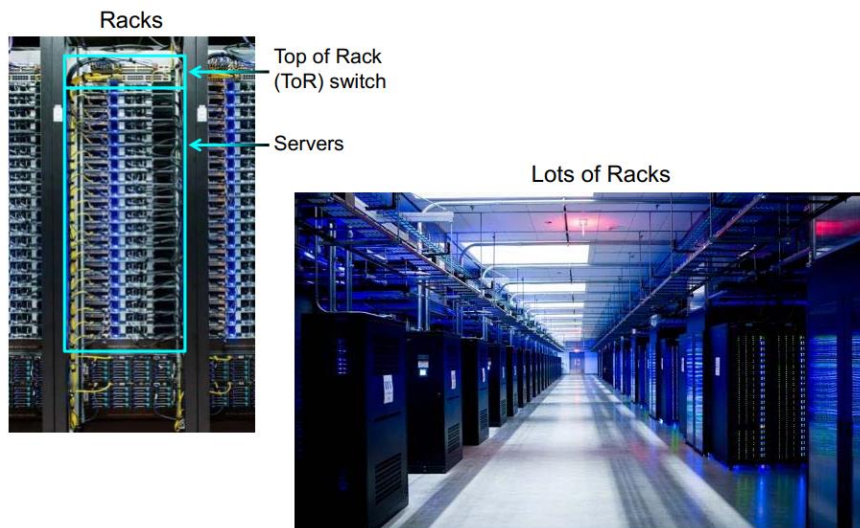 Racks
Top of Rack
(ToR) switch
Servers
Lots of Racks